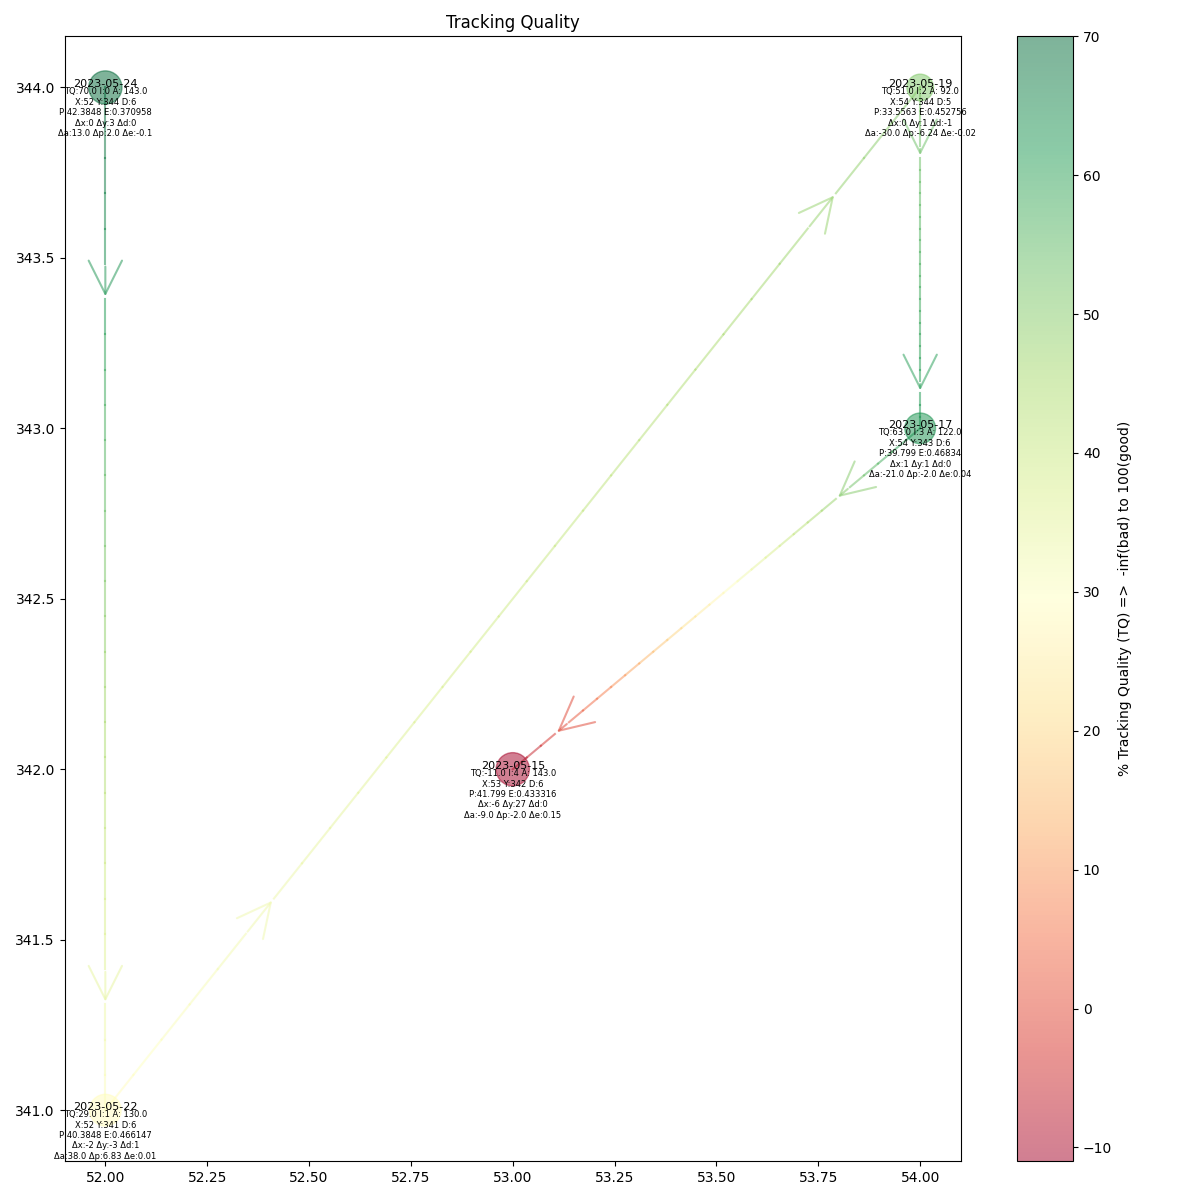 Tracking Quality
2023-05-24
TQ:70.0 I:0 A: 143.0
X:52 Y:344 D:6
P:42.3848 E:0.370958
Δx:0 Δy:3 Δd:0
Δa:13.0 Δp:2.0 Δe:-0.1
2023-05-19
TQ:51.0 I:2 A: 92.0
X:54 Y:344 D:5
P:33.5563 E:0.452756
Δx:0 Δy:1 Δd:-1
Δa:-30.0 Δp:-6.24 Δe:-0.02
2023-05-17
TQ:63.0 I:3 A: 122.0
X:54 Y:343 D:6
P:39.799 E:0.46834
Δx:1 Δy:1 Δd:0
Δa:-21.0 Δp:-2.0 Δe:0.04
2023-05-15
TQ:-11.0 I:4 A: 143.0
X:53 Y:342 D:6
P:41.799 E:0.433316
Δx:-6 Δy:27 Δd:0
Δa:-9.0 Δp:-2.0 Δe:0.15
2023-05-22
TQ:29.0 I:1 A: 130.0
X:52 Y:341 D:6
P:40.3848 E:0.466147
Δx:-2 Δy:-3 Δd:1
Δa:38.0 Δp:6.83 Δe:0.01
344.0
343.5
343.0
342.5
342.0
341.5
341.0
52.00
52.25
52.50
52.75
53.00
53.25
53.50
53.75
54.00
70
60
50
40
30
20
10
0
−10
% Tracking Quality (TQ) => -inf(bad) to 100(good)